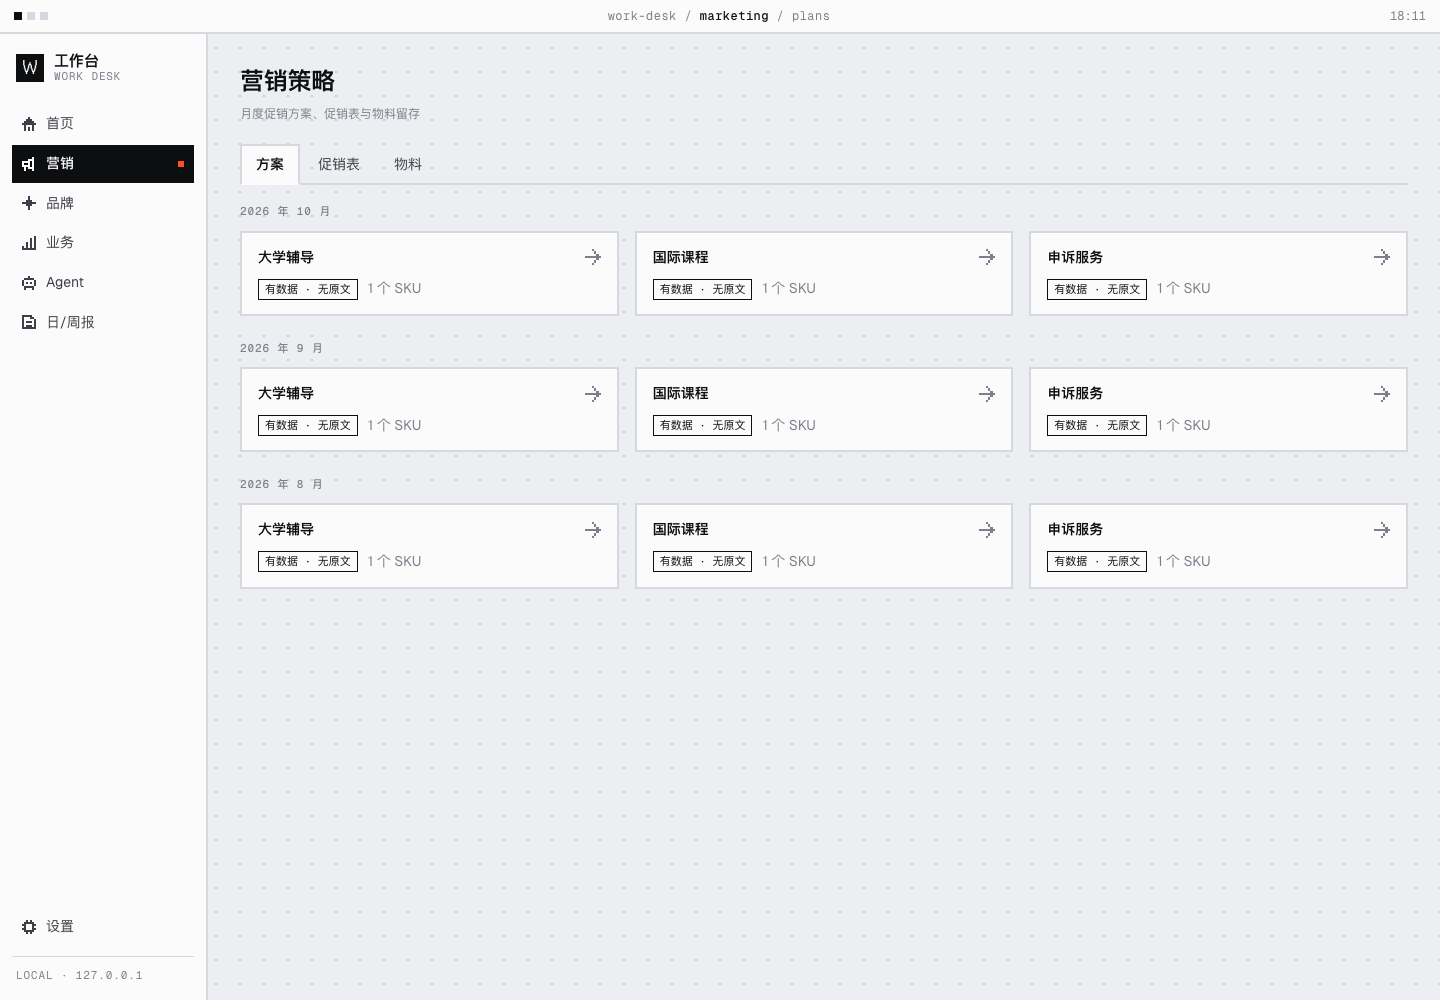 work-desk / marketing / plans
18:11
W
工作台
WORK DESK
首页
营销
品牌
业务
Agent
日/周报
设置
LOCAL · 127.0.0.1
营销策略
月度促销方案、促销表与物料留存
方案 促销表 物料
2026 年 10 月
大学辅导
有数据 · 无原文 1 个 SKU
国际课程
有数据 · 无原文 1 个 SKU
申诉服务
有数据 · 无原文 1 个 SKU
2026 年 9 月
大学辅导
有数据 · 无原文 1 个 SKU
国际课程
有数据 · 无原文 1 个 SKU
申诉服务
有数据 · 无原文 1 个 SKU
2026 年 8 月
大学辅导
有数据 · 无原文 1 个 SKU
国际课程
有数据 · 无原文 1 个 SKU
申诉服务
有数据 · 无原文 1 个 SKU